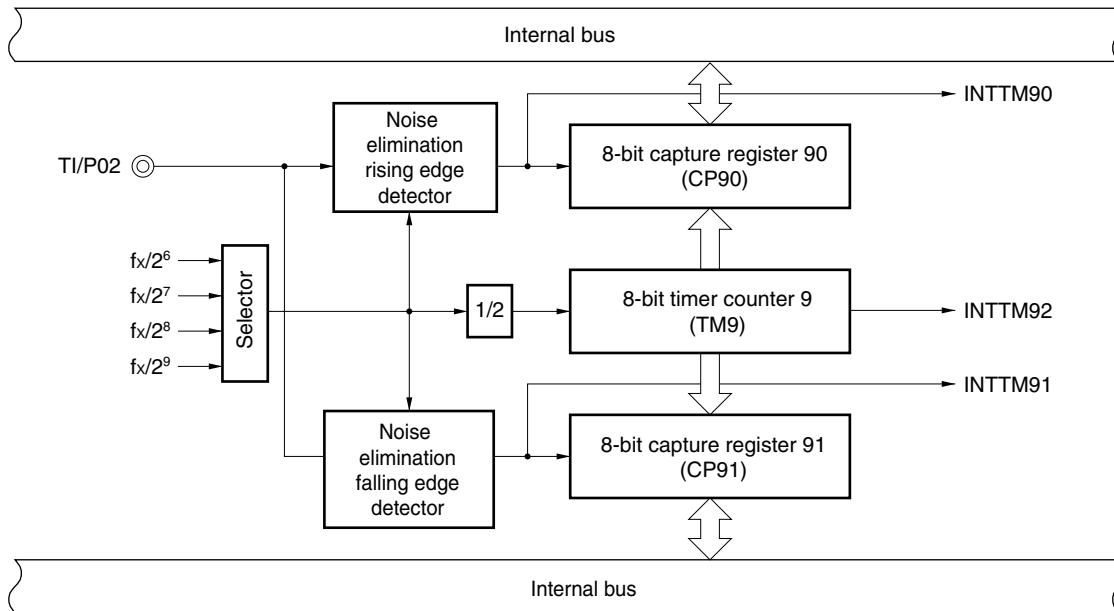 Internal bus
INTTM90
Noise
elimination
rising edge
detector
8-bit capture register 90
(CP90)
TI/P02
fx/2⁶
fx/2⁷
fx/2⁸
fx/2⁹
Selector
1/2
8-bit timer counter 9
(TM9)
INTTM92
INTTM91
Noise
elimination
falling edge
detector
8-bit capture register 91
(CP91)
Internal bus